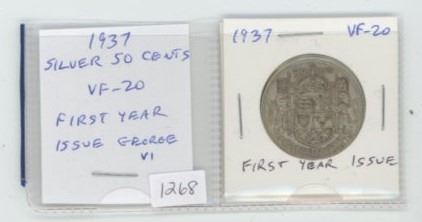 1937
SILVER 50 CENTS
VF-20
FIRST YEAR
ISSUE GEORGE
VI
1268
1937 VF-20
FIRST YEAR ISSUE